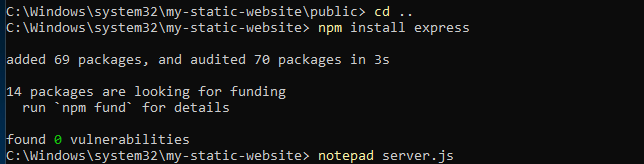 C:\Windows\system32\my-static-website\public> cd ..
C:\Windows\system32\my-static-website> npm install express
added 69 packages, and audited 70 packages in 3s
14 packages are looking for funding
  run `npm fund` for details
found 0 vulnerabilities
C:\Windows\system32\my-static-website> notepad server.js